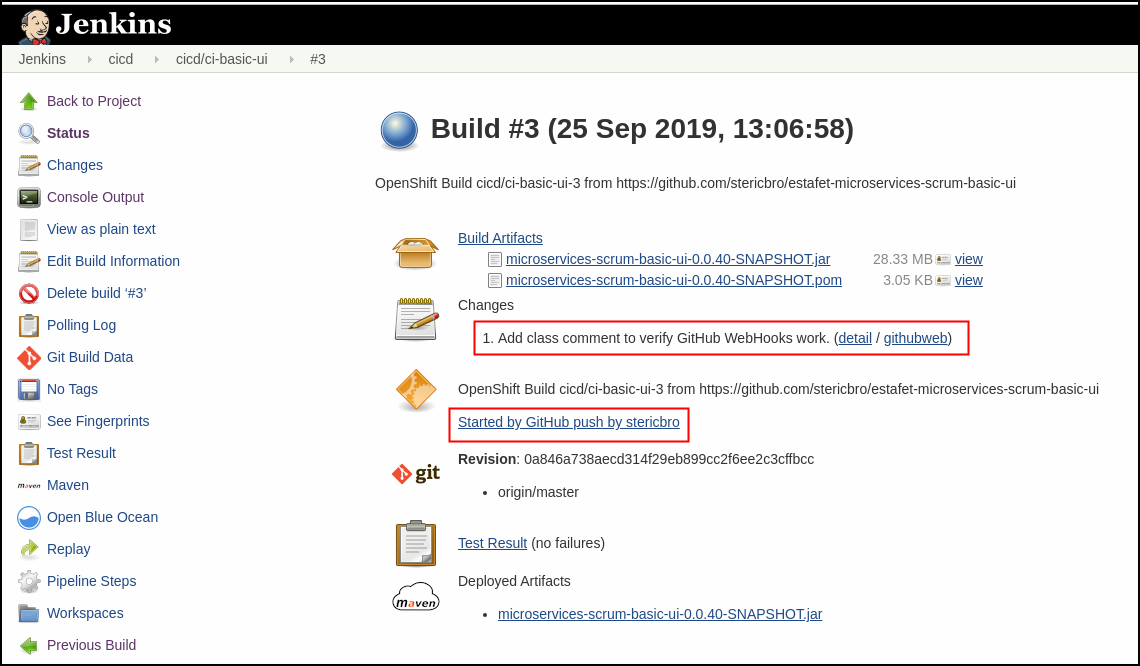 Jenkins
Jenkins cicd cicd/ci-basic-ui #3
Back to Project
Status
Changes
Console Output
View as plain text
Edit Build Information
Delete build ‘#3’
Polling Log
Git Build Data
No Tags
See Fingerprints
Test Result
Maven
Open Blue Ocean
Replay
Pipeline Steps
Workspaces
Previous Build
Build #3 (25 Sep 2019, 13:06:58)
OpenShift Build cicd/ci-basic-ui-3 from https://github.com/stericbro/estafet-microservices-scrum-basic-ui
Build Artifacts
microservices-scrum-basic-ui-0.0.40-SNAPSHOT.jar 28.33 MB view
microservices-scrum-basic-ui-0.0.40-SNAPSHOT.pom 3.05 KB view
Changes
1. Add class comment to verify GitHub WebHooks work. (detail / githubweb)
OpenShift Build cicd/ci-basic-ui-3 from https://github.com/stericbro/estafet-microservices-scrum-basic-ui
Started by GitHub push by stericbro
git
Revision: 0a846a738aecd314f29eb899cc2f6ee2c3cffbcc
• origin/master
Test Result (no failures)
maven
Deployed Artifacts
• microservices-scrum-basic-ui-0.0.40-SNAPSHOT.jar